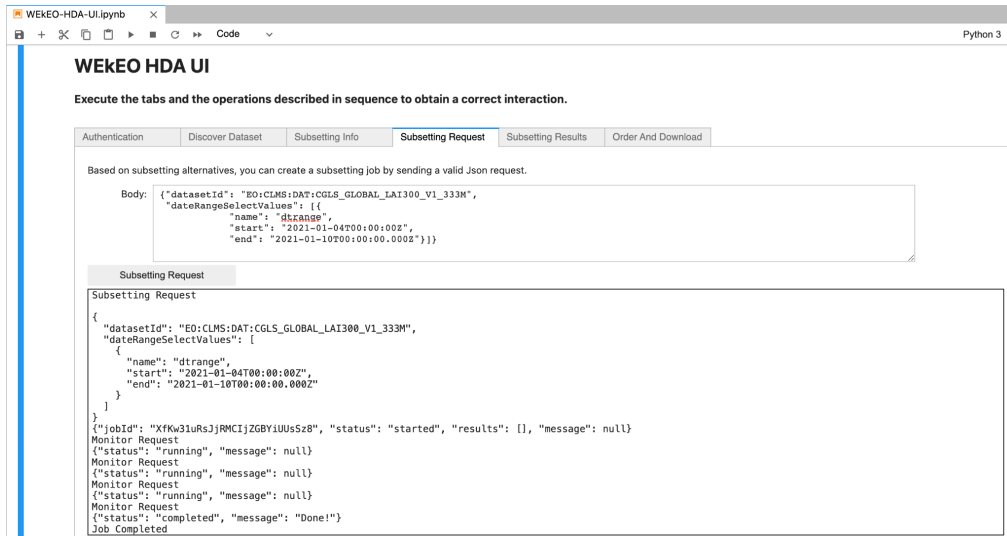 WEkEO-HDA-UI.ipynb
Code
Python 3
WEkEO HDA UI
Execute the tabs and the operations described in sequence to obtain a correct interaction.
Authentication Discover Dataset Subsetting Info Subsetting Request Subsetting Results Order And Download
Based on subsetting alternatives, you can create a subsetting job by sending a valid Json request.
Body: {"datasetId": "EO:CLMS:DAT:CGLS_GLOBAL_LAI300_V1_333M",
"dateRangeSelectValues": [{
"name": "dtrange",
"start": "2021-01-04T00:00:00Z",
"end": "2021-01-10T00:00:00.000Z"}]}
Subsetting Request
Subsetting Request
{
"datasetId": "EO:CLMS:DAT:CGLS_GLOBAL_LAI300_V1_333M",
"dateRangeSelectValues": [
{
"name": "dtrange",
"start": "2021-01-04T00:00:00Z",
"end": "2021-01-10T00:00:00.000Z"
}
]
}
{"jobId": "XfKw31uRsJjRMCIjZGBYiUUsSz8", "status": "started", "results": [], "message": null}
Monitor Request
{"status": "running", "message": null}
Monitor Request
{"status": "running", "message": null}
Monitor Request
{"status": "running", "message": null}
Monitor Request
{"status": "completed", "message": "Done!"}
Job Completed